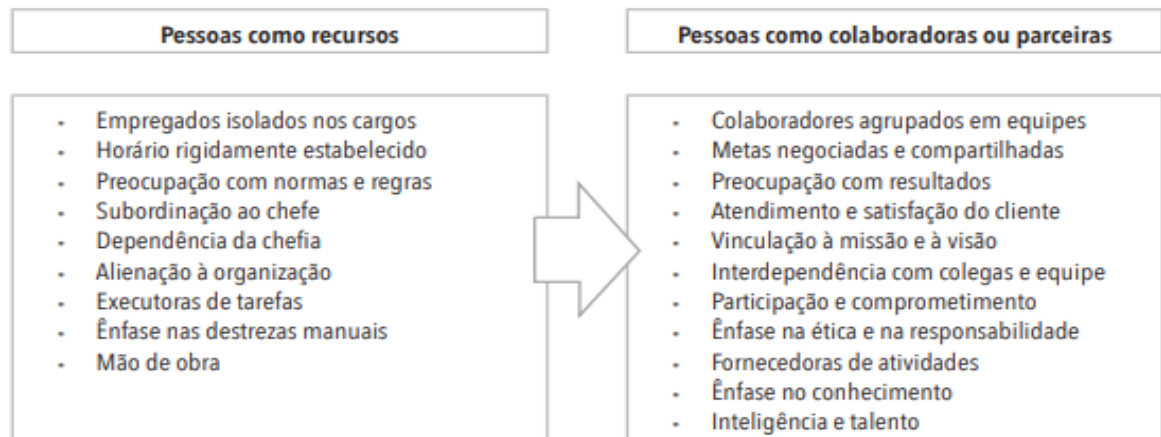 Pessoas como recursos
Pessoas como colaboradoras ou parceiras
- Empregados isolados nos cargos
- Horário rigidamente estabelecido
- Preocupação com normas e regras
- Subordinação ao chefe
- Dependência da chefia
- Alienação à organização
- Executoras de tarefas
- Ênfase nas destrezas manuais
- Mão de obra
- Colaboradores agrupados em equipes
- Metas negociadas e compartilhadas
- Preocupação com resultados
- Atendimento e satisfação do cliente
- Vinculação à missão e à visão
- Interdependência com colegas e equipe
- Participação e comprometimento
- Ênfase na ética e na responsabilidade
- Fornecedoras de atividades
- Ênfase no conhecimento
- Inteligência e talento